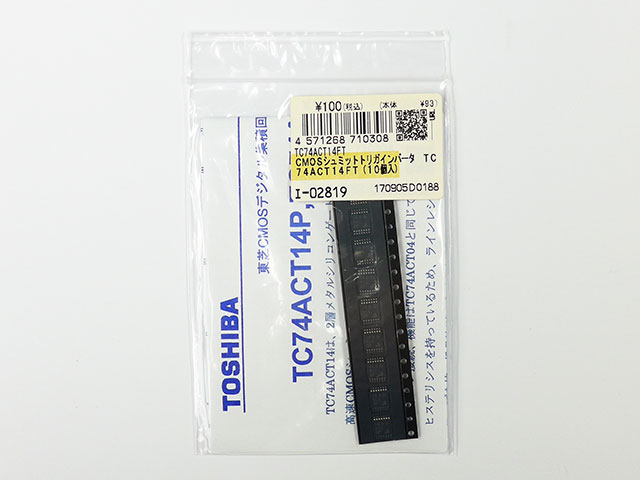 ¥100(税込) (本体 ¥93)
4 571268 710308
TC74ACT14FT
CMOSシュミットトリガインバータ TC
74ACT14FT(10個入)
I-02819 170905D0188
東芝CMOSデジタル集積回
TC74ACT14P,
TC74ACT14は、2層メタルシリコンゲート
高速CMOS
接続、機能はTC74ACT04と同じで
ヒステリシスを持っているため、ラインレシ
TOSHIBA